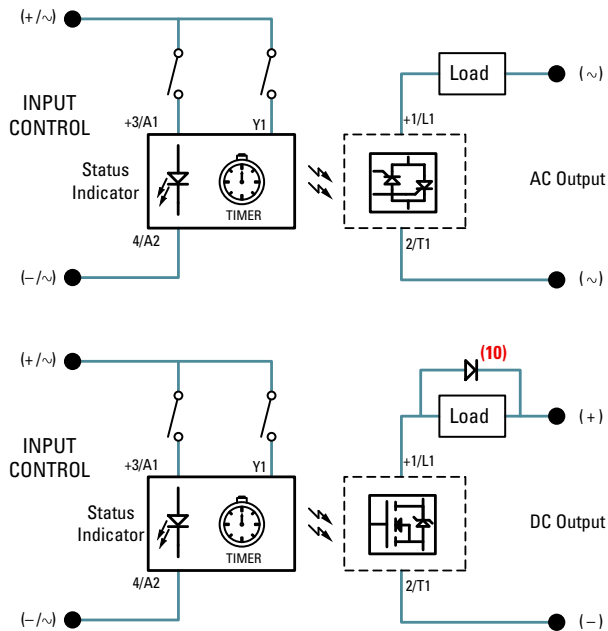 (+/∼)
INPUT
CONTROL
+3/A1
Y1
Status
Indicator
TIMER
4/A2
(−/∼)
Load
(∼)
+1/L1
AC Output
2/T1
(∼)
(+/∼)
INPUT
CONTROL
+3/A1
Y1
Status
Indicator
TIMER
4/A2
(−/∼)
(10)
Load
(+)
+1/L1
DC Output
2/T1
(−)